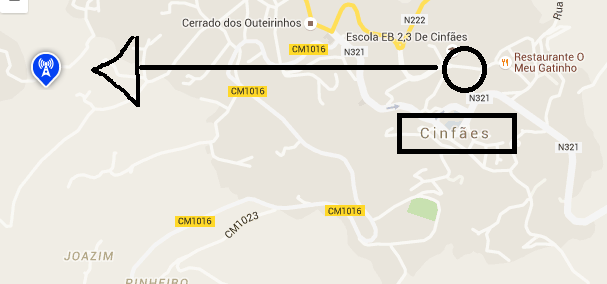 Cerrado dos Outeirinhos
N222
Rua
Escola EB 2,3 De Cinfães
CM1016
N321
Restaurante O
Meu Gatinho
CM1016
N321
Cinfães
N321
CM1016
CM1016
CM1023
JOAZIM
PINHEIRO